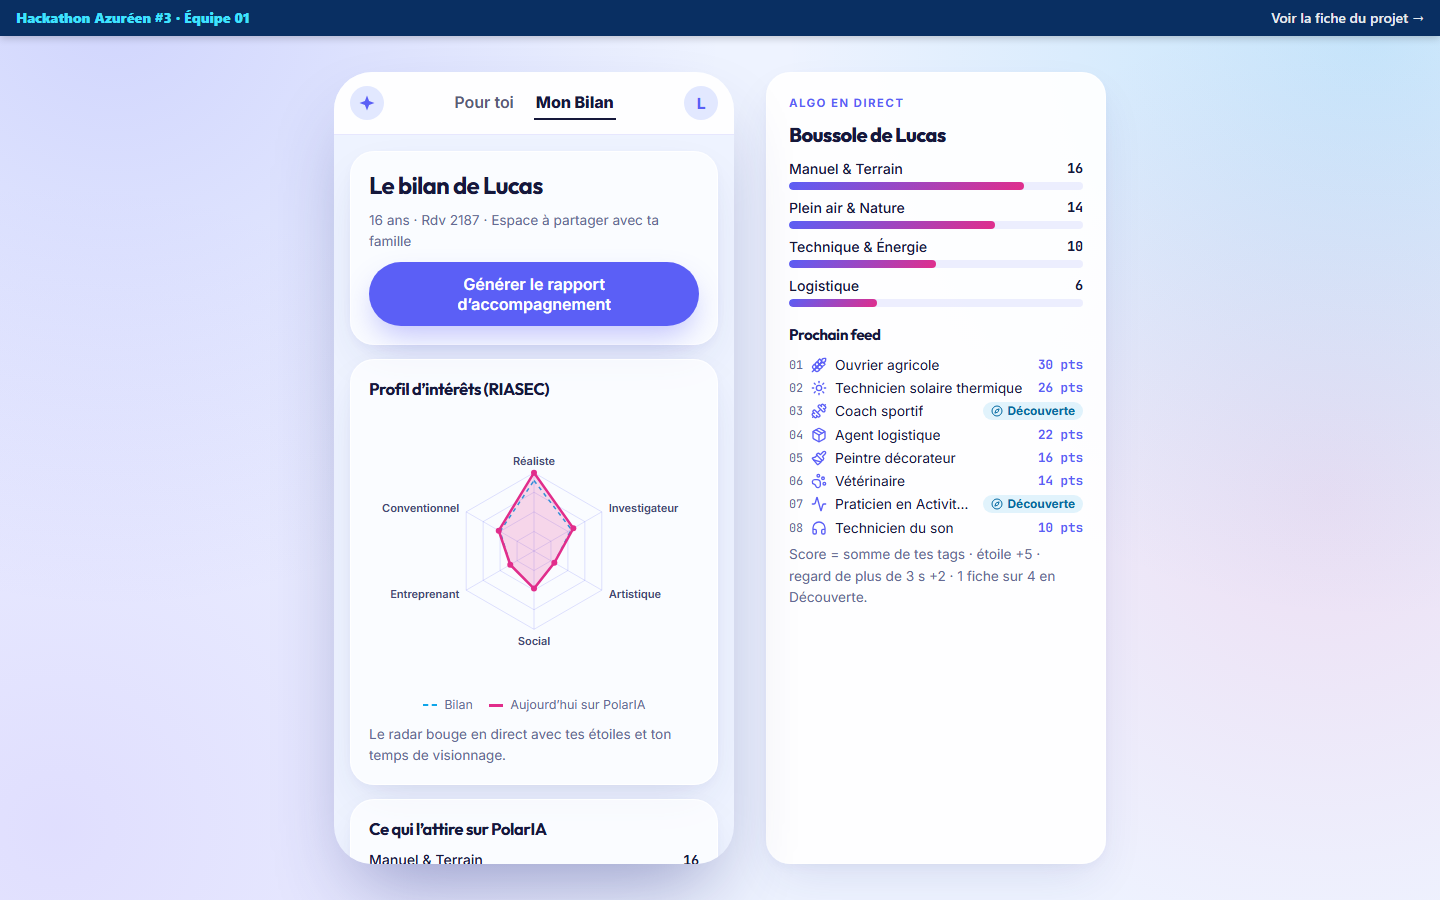 Hackathon Azuréen #3 · Équipe 01
Voir la fiche du projet →
Pour toi
Mon Bilan
L
Le bilan de Lucas
16 ans · Rdv 2187 · Espace à partager avec ta
famille
Générer le rapport
d’accompagnement
Profil d’intérêts (RIASEC)
Réaliste
Conventionnel
Investigateur
Entreprenant
Artistique
Social
Bilan
Aujourd’hui sur PolarIA
Le radar bouge en direct avec tes étoiles et ton
temps de visionnage.
Ce qui l’attire sur PolarIA
Manuel & Terrain 16
ALGO EN DIRECT
Boussole de Lucas
Manuel & Terrain 16
Plein air & Nature 14
Technique & Énergie 10
Logistique 6
Prochain feed
01 Ouvrier agricole 30 pts
02 Technicien solaire thermique 26 pts
03 Coach sportif Découverte
04 Agent logistique 22 pts
05 Peintre décorateur 16 pts
06 Vétérinaire 14 pts
07 Praticien en Activit... Découverte
08 Technicien du son 10 pts
Score = somme de tes tags · étoile +5 ·
regard de plus de 3 s +2 · 1 fiche sur 4 en
Découverte.